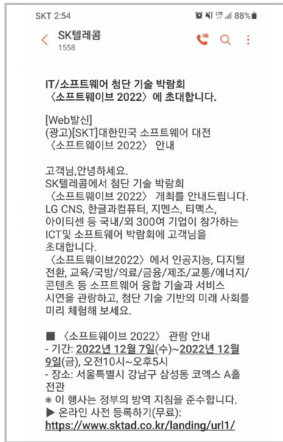 SKT 2:54
88%
SK텔레콤
1558
IT/소프트웨어 첨단 기술 박람회
〈소프트웨이브 2022〉에 초대합니다.
[Web발신]
(광고)[SKT]대한민국 소프트웨어 대전
〈소프트웨이브 2022〉 안내
고객님,안녕하세요.
SK텔레콤에서 첨단 기술 박람회
〈소프트웨이브 2022〉 개최를 안내드립니다.
LG CNS, 한글과컴퓨터, 지멘스, 티맥스,
아이티센 등 국내/외 300여 기업이 참가하는
ICT및 소프트웨어 박람회에 고객님을
초대합니다.
〈소프트웨이브2022〉에서 인공지능, 디지털
전환, 교육/국방/의료/금융/제조/교통/에너지/
콘텐츠 등 소프트웨어 융합 기술과 서비스
시연을 관람하고, 첨단 기술 기반의 미래 사회를
미리 체험해 보세요.
■ 〈소프트웨이브 2022〉 관람 안내
- 기간: 2022년 12월 7일(수)~2022년 12월
9일(금), 오전10시~오후5시
- 장소: 서울특별시 강남구 삼성동 코엑스 A홀
전관
※ 이 행사는 정부의 방역 지침을 준수합니다.
▶ 온라인 사전 등록하기(무료):
https://www.sktad.co.kr/landing/url1/